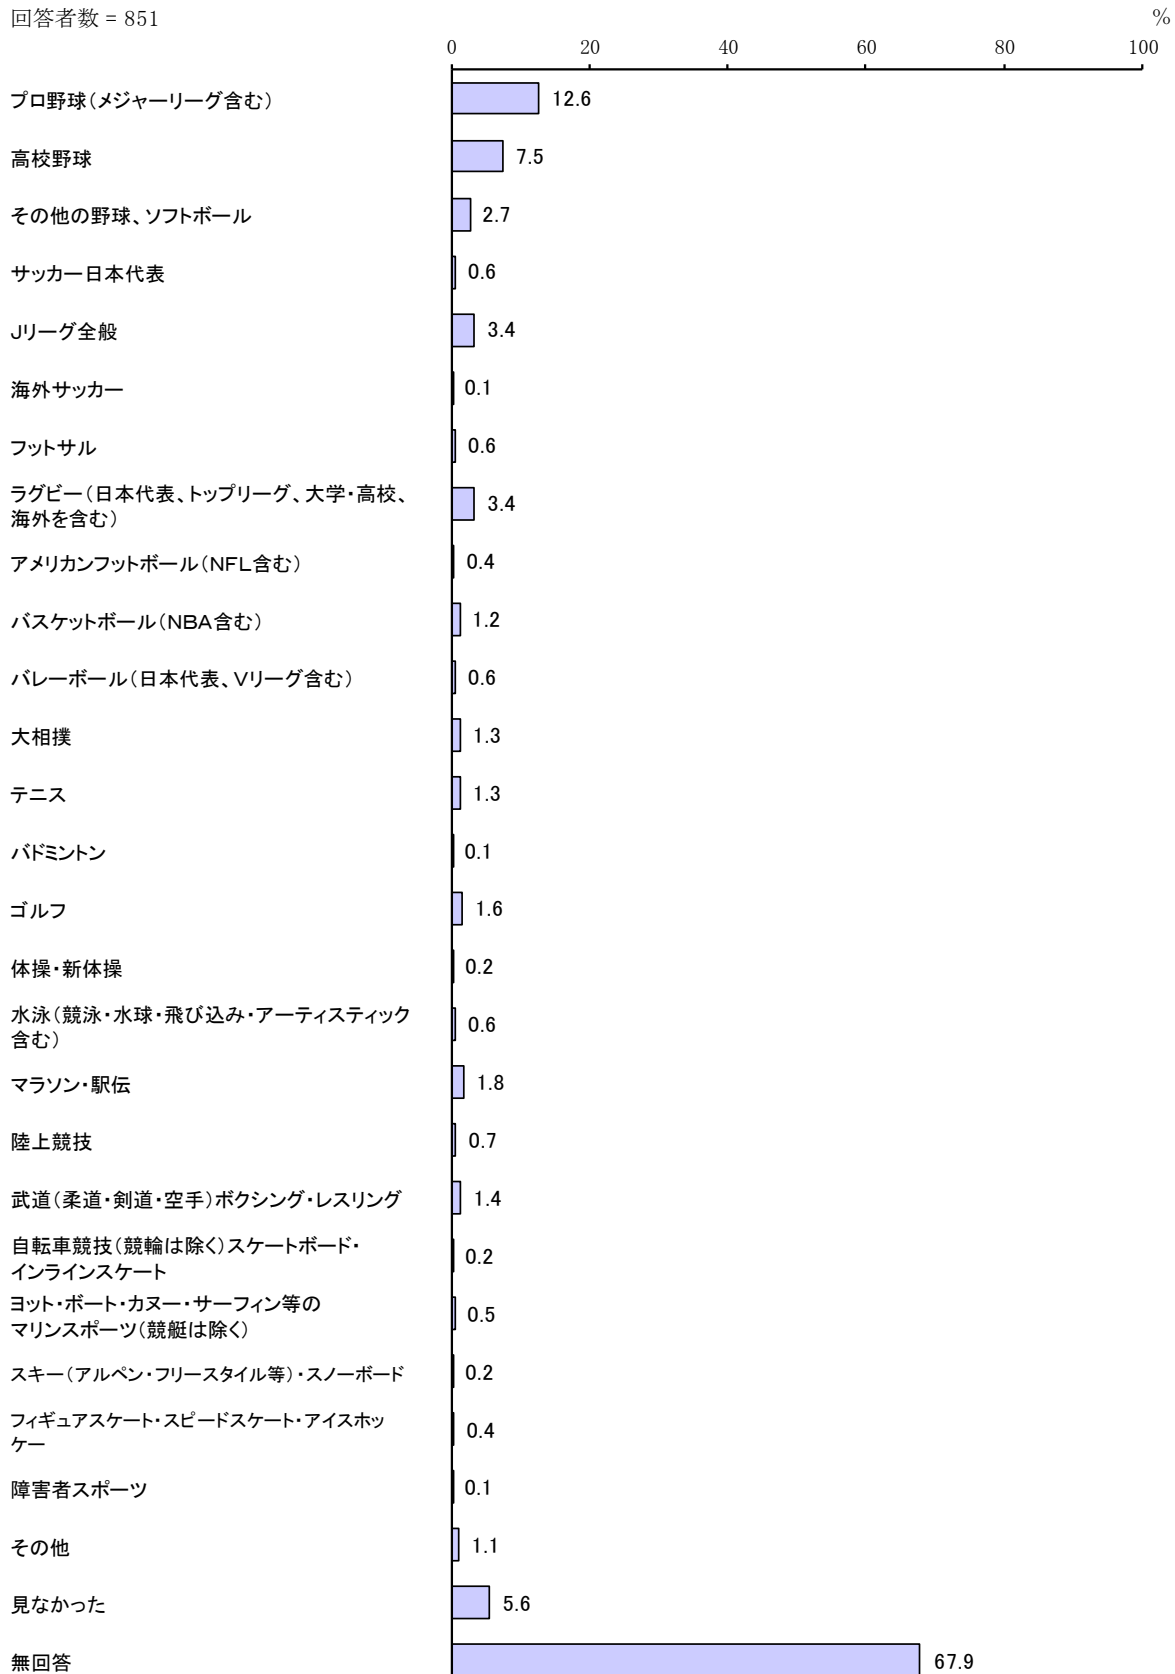 回答者数 = 851
%
0 20 40 60 80 100
プロ野球（メジャーリーグ含む） 12.6
高校野球 7.5
その他の野球、ソフトボール 2.7
サッカー日本代表 0.6
Jリーグ全般 3.4
海外サッカー 0.1
フットサル 0.6
ラグビー（日本代表、トップリーグ、大学・高校、
海外を含む） 3.4
アメリカンフットボール（NFL含む） 0.4
バスケットボール（NBA含む） 1.2
バレーボール（日本代表、Vリーグ含む） 0.6
大相撲 1.3
テニス 1.3
バドミントン 0.1
ゴルフ 1.6
体操・新体操 0.2
水泳（競泳・水球・飛び込み・アーティスティック
含む） 0.6
マラソン・駅伝 1.8
陸上競技 0.7
武道（柔道・剣道・空手）ボクシング・レスリング 1.4
自転車競技（競輪は除く）スケートボード・
インラインスケート 0.2
ヨット・ボート・カヌー・サーフィン等の
マリンスポーツ（競艇は除く） 0.5
スキー（アルペン・フリースタイル等）・スノーボード 0.2
フィギュアスケート・スピードスケート・アイスホッ
ケー 0.4
障害者スポーツ 0.1
その他 1.1
見なかった 5.6
無回答 67.9